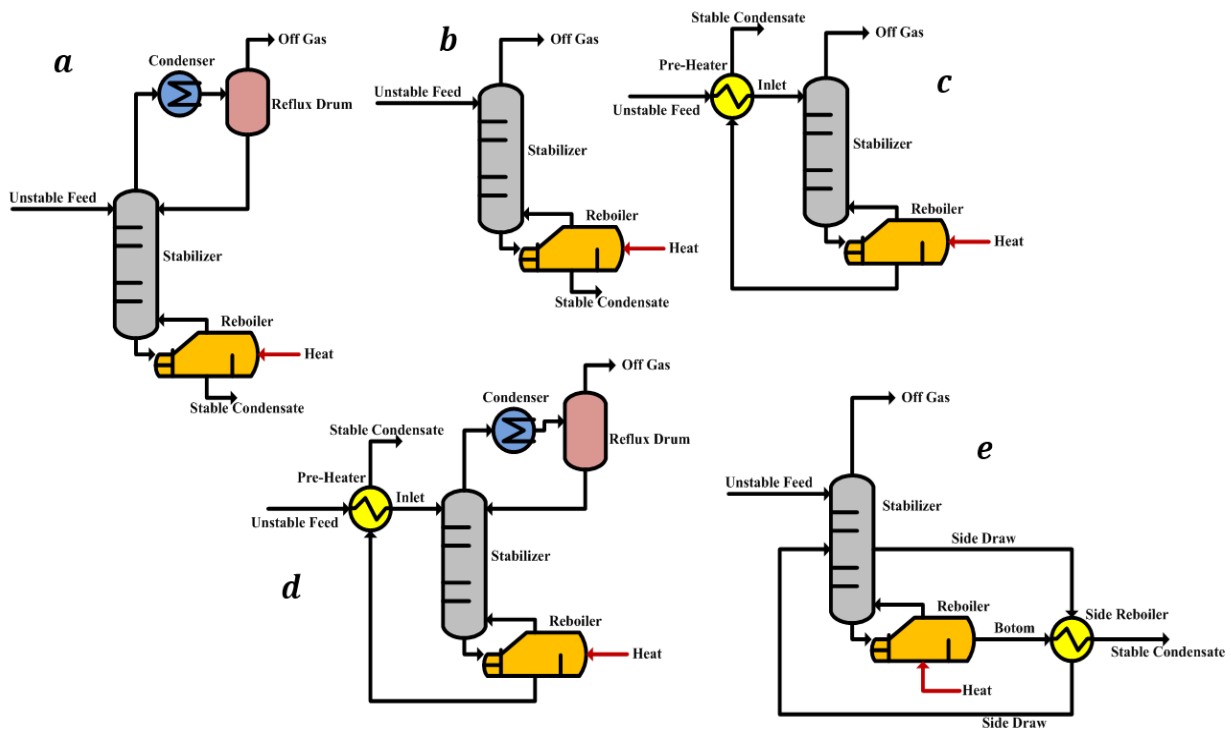 a
Off Gas
Condenser
Reflux Drum
Unstable Feed
Stabilizer
Reboiler
Heat
Stable Condensate
b
Off Gas
Unstable Feed
Stabilizer
Reboiler
Heat
Stable Condensate
c
Stable Condensate
Off Gas
Pre-Heater
Inlet
Unstable Feed
Stabilizer
Reboiler
Heat
d
Off Gas
Condenser
Stable Condensate
Reflux Drum
Pre-Heater
Inlet
Unstable Feed
Stabilizer
Reboiler
Heat
e
Off Gas
Unstable Feed
Stabilizer
Side Draw
Reboiler
Side Reboiler
Botom
Stable Condensate
Heat
Side Draw